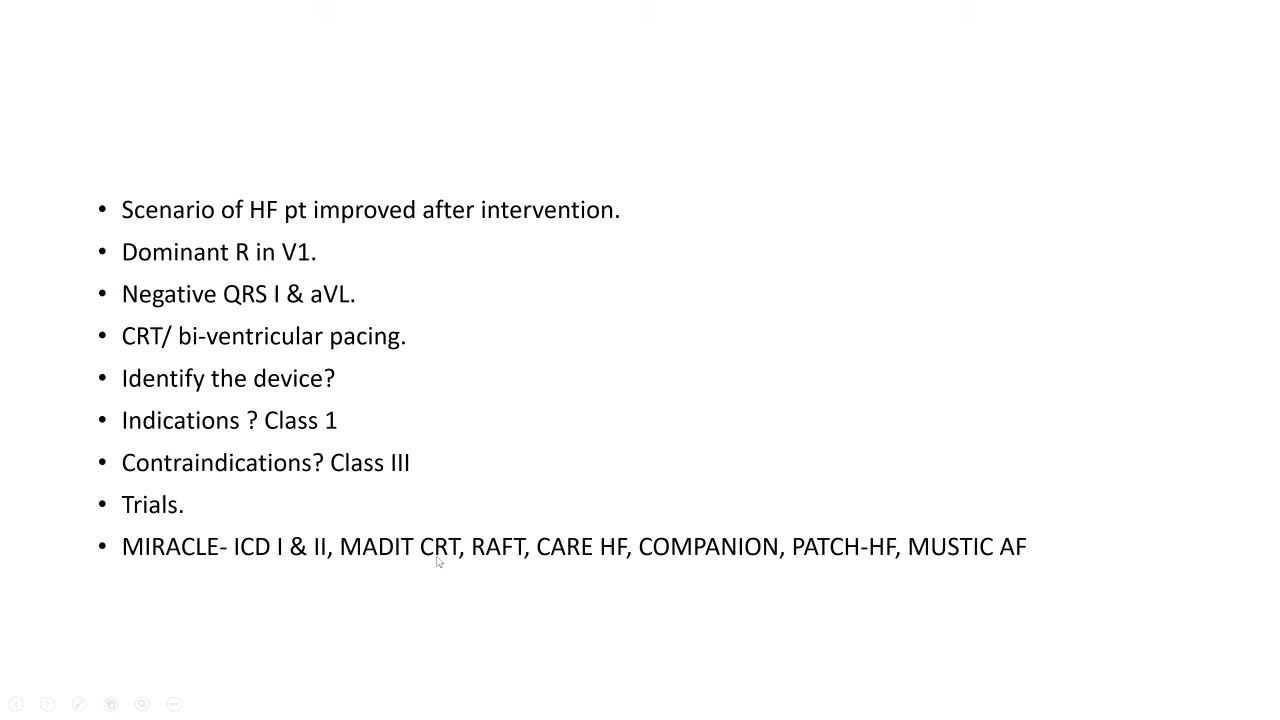 • Scenario of HF pt improved after intervention.
• Dominant R in V1.
• Negative QRS I & aVL.
• CRT/ bi-ventricular pacing.
• Identify the device?
• Indications ? Class 1
• Contraindications? Class III
• Trials.
• MIRACLE- ICD I & II, MADIT CRT, RAFT, CARE HF, COMPANION, PATCH-HF, MUSTIC AF